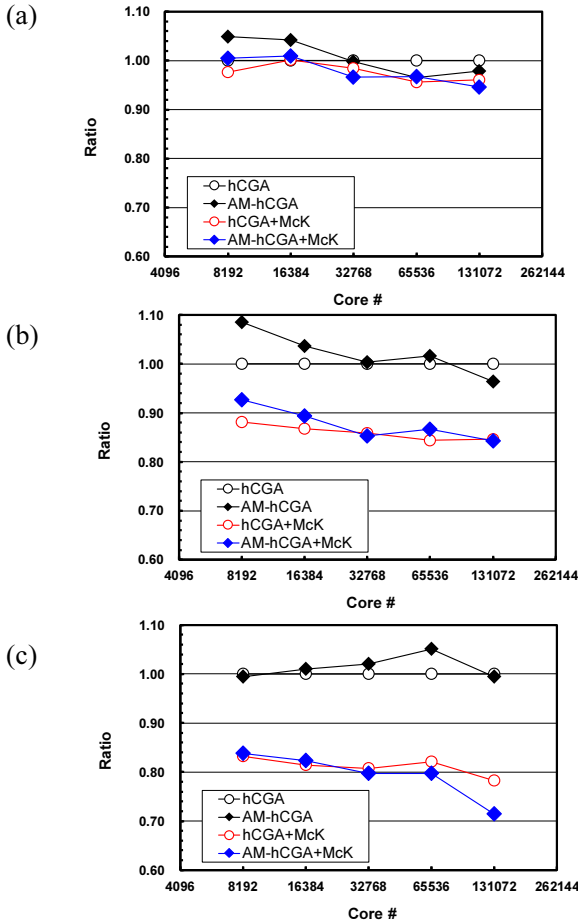 (a)
1.00
0.90
0.80
0.70
0.60
Ratio
hCGA
AM-hCGA
hCGA+McK
AM-hCGA+McK
4096 8192 16384 32768 65536 131072 262144
Core #
(b)
1.10
1.00
0.90
0.80
0.70
0.60
Ratio
hCGA
AM-hCGA
hCGA+McK
AM-hCGA+McK
4096 8192 16384 32768 65536 131072 262144
Core #
(c)
1.10
1.00
0.90
0.80
0.70
0.60
Ratio
hCGA
AM-hCGA
hCGA+McK
AM-hCGA+McK
4096 8192 16384 32768 65536 131072 262144
Core #